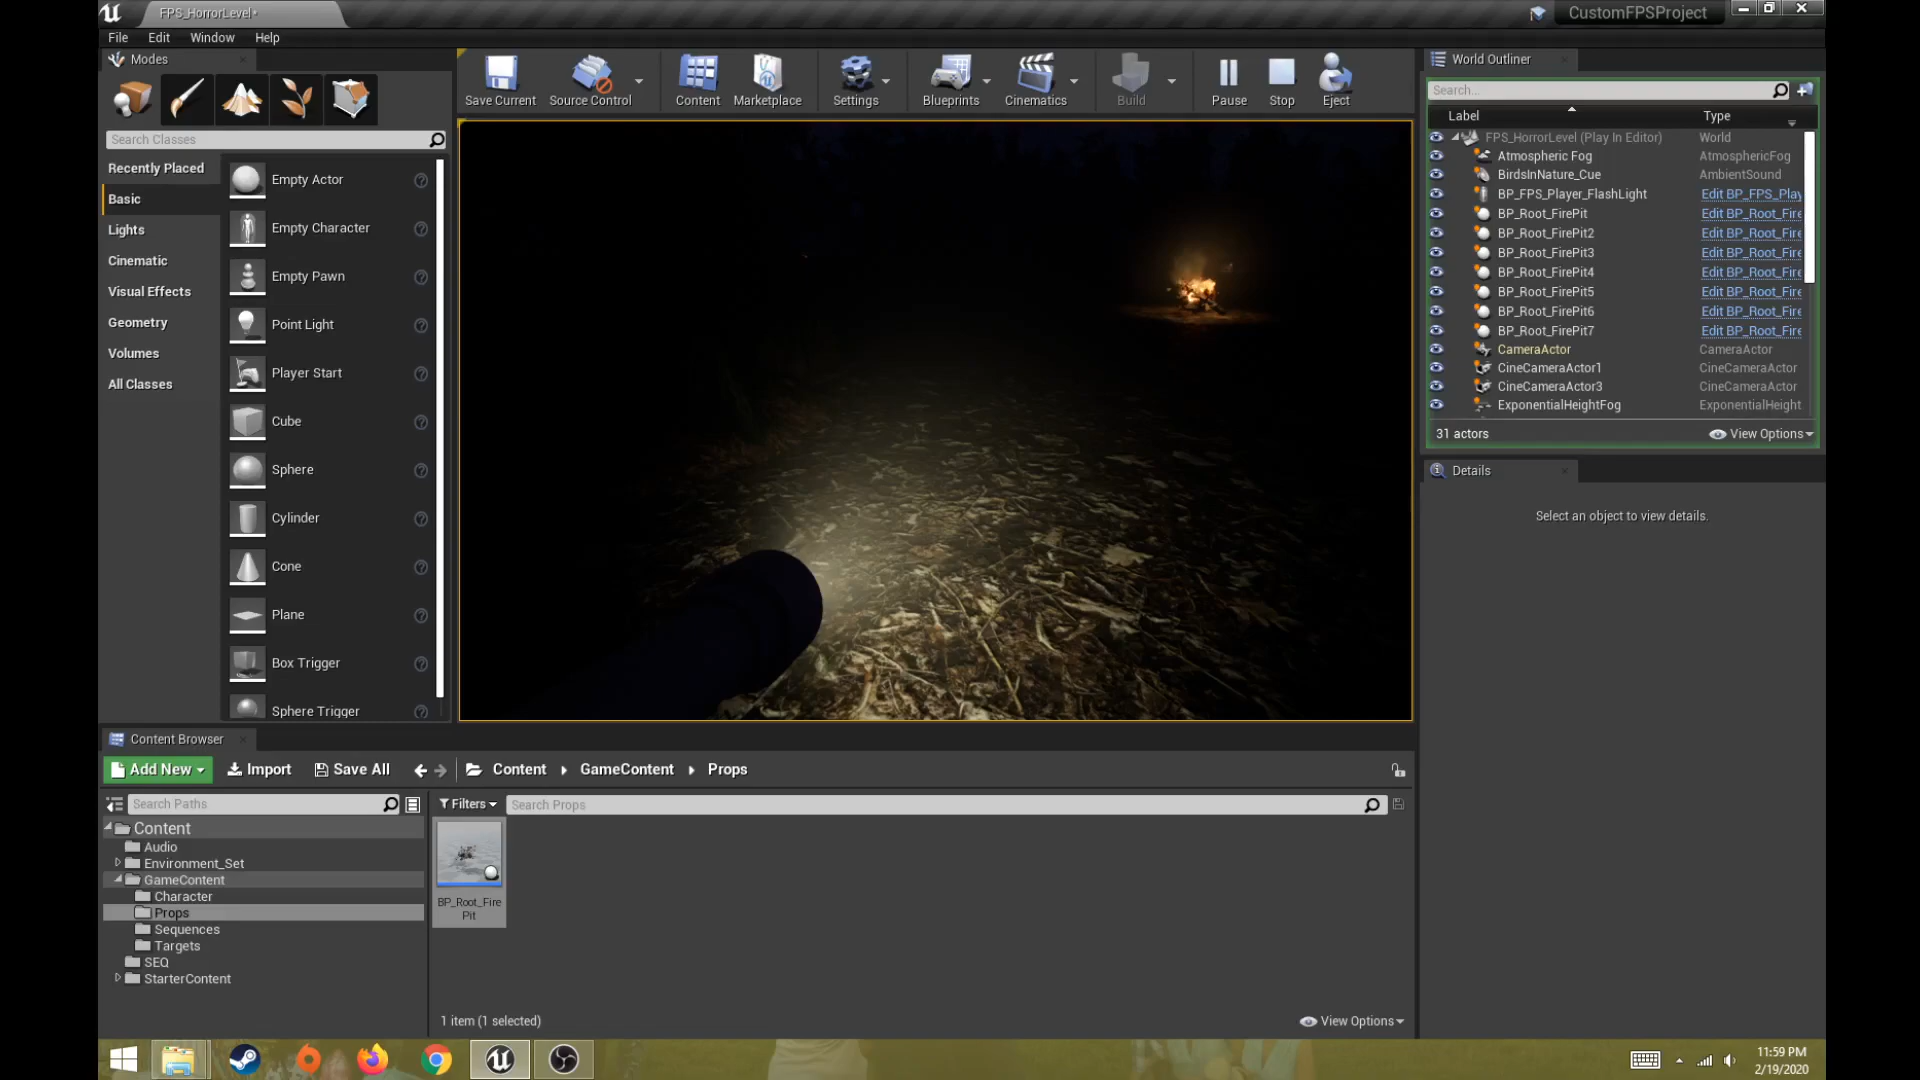 FPS_HorrorLevel*
CustomFPSProject
File Edit Window Help
Modes
Search Classes
Recently Placed
Basic
Lights
Cinematic
Visual Effects
Geometry
Volumes
All Classes
Empty Actor
Empty Character
Empty Pawn
Point Light
Player Start
Cube
Sphere
Cylinder
Cone
Plane
Box Trigger
Sphere Trigger
Save Current Source Control Content Marketplace Settings Blueprints Cinematics Build Pause Stop Eject
World Outliner
Search...
Label Type
FPS_HorrorLevel (Play In Editor) World
Atmospheric Fog AtmosphericFog
BirdsInNature_Cue AmbientSound
BP_FPS_Player_FlashLight Edit BP_FPS_Play
BP_Root_FirePit Edit BP_Root_Fire
BP_Root_FirePit2 Edit BP_Root_Fire
BP_Root_FirePit3 Edit BP_Root_Fire
BP_Root_FirePit4 Edit BP_Root_Fire
BP_Root_FirePit5 Edit BP_Root_Fire
BP_Root_FirePit6 Edit BP_Root_Fire
BP_Root_FirePit7 Edit BP_Root_Fire
CameraActor CameraActor
CineCameraActor1 CineCameraActor
CineCameraActor3 CineCameraActor
ExponentialHeightFog ExponentialHeight
31 actors View Options
Details
Select an object to view details.
Content Browser
Add New Import Save All Content GameContent Props
Search Paths
Filters Search Props
Content
Audio
Environment_Set
GameContent
Character
Props
Sequences
Targets
SEQ
StarterContent
BP_Root_Fire
Pit
1 item (1 selected) View Options
11:59 PM
2/19/2020